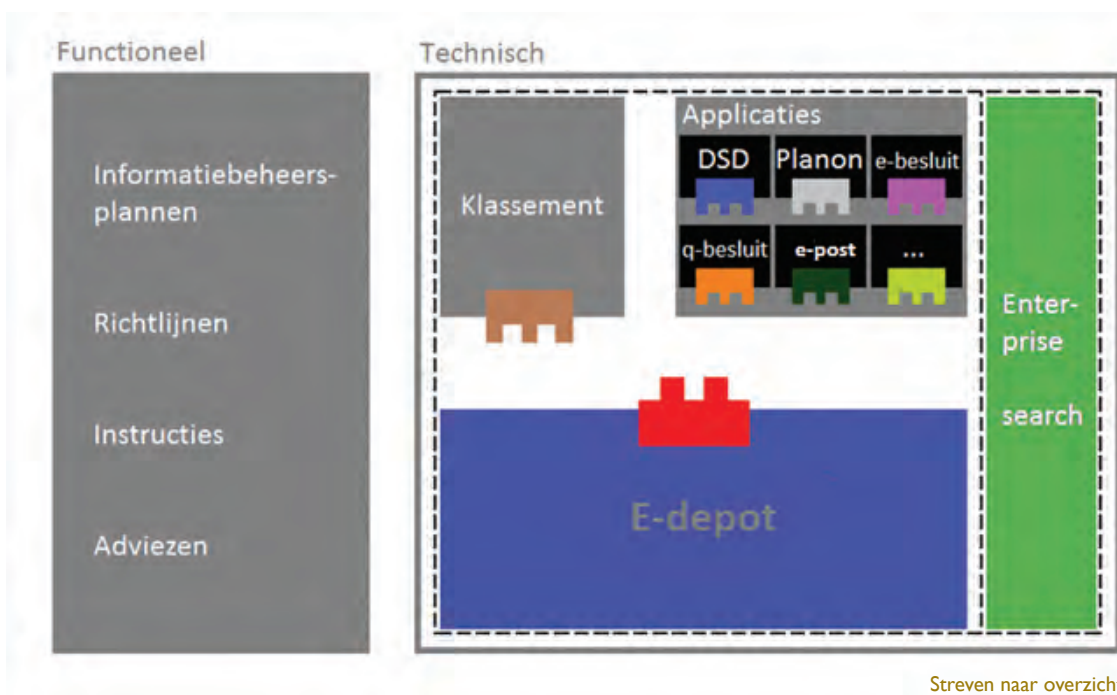 Functioneel
Informatiebeheers-
plannen
Richtlijnen
Instructies
Adviezen
Technisch
Klassement
Applicaties
DSD
Planon
e-besluit
q-besluit
e-post
...
Enter-
prise
search
E-depot
Streven naar overzich